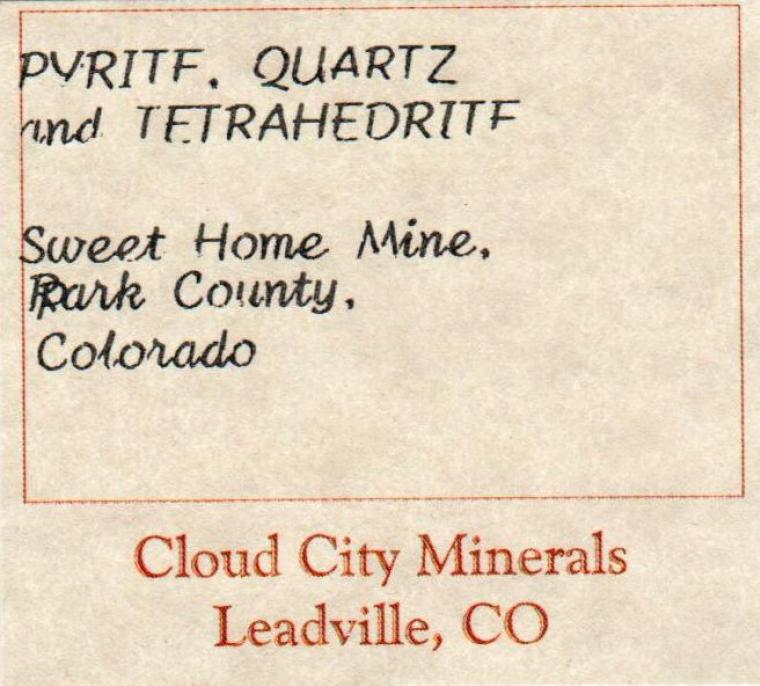 PYRITE, QUARTZ
and TETRAHEDRITE
Sweet Home Mine,
Park County,
Colorado
Cloud City Minerals
Leadville, CO